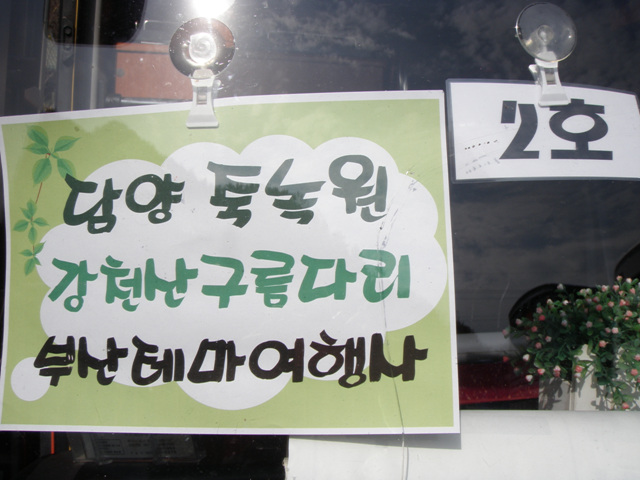 담양 둑녹원
강천산구름다리
부산테마여행사
2호